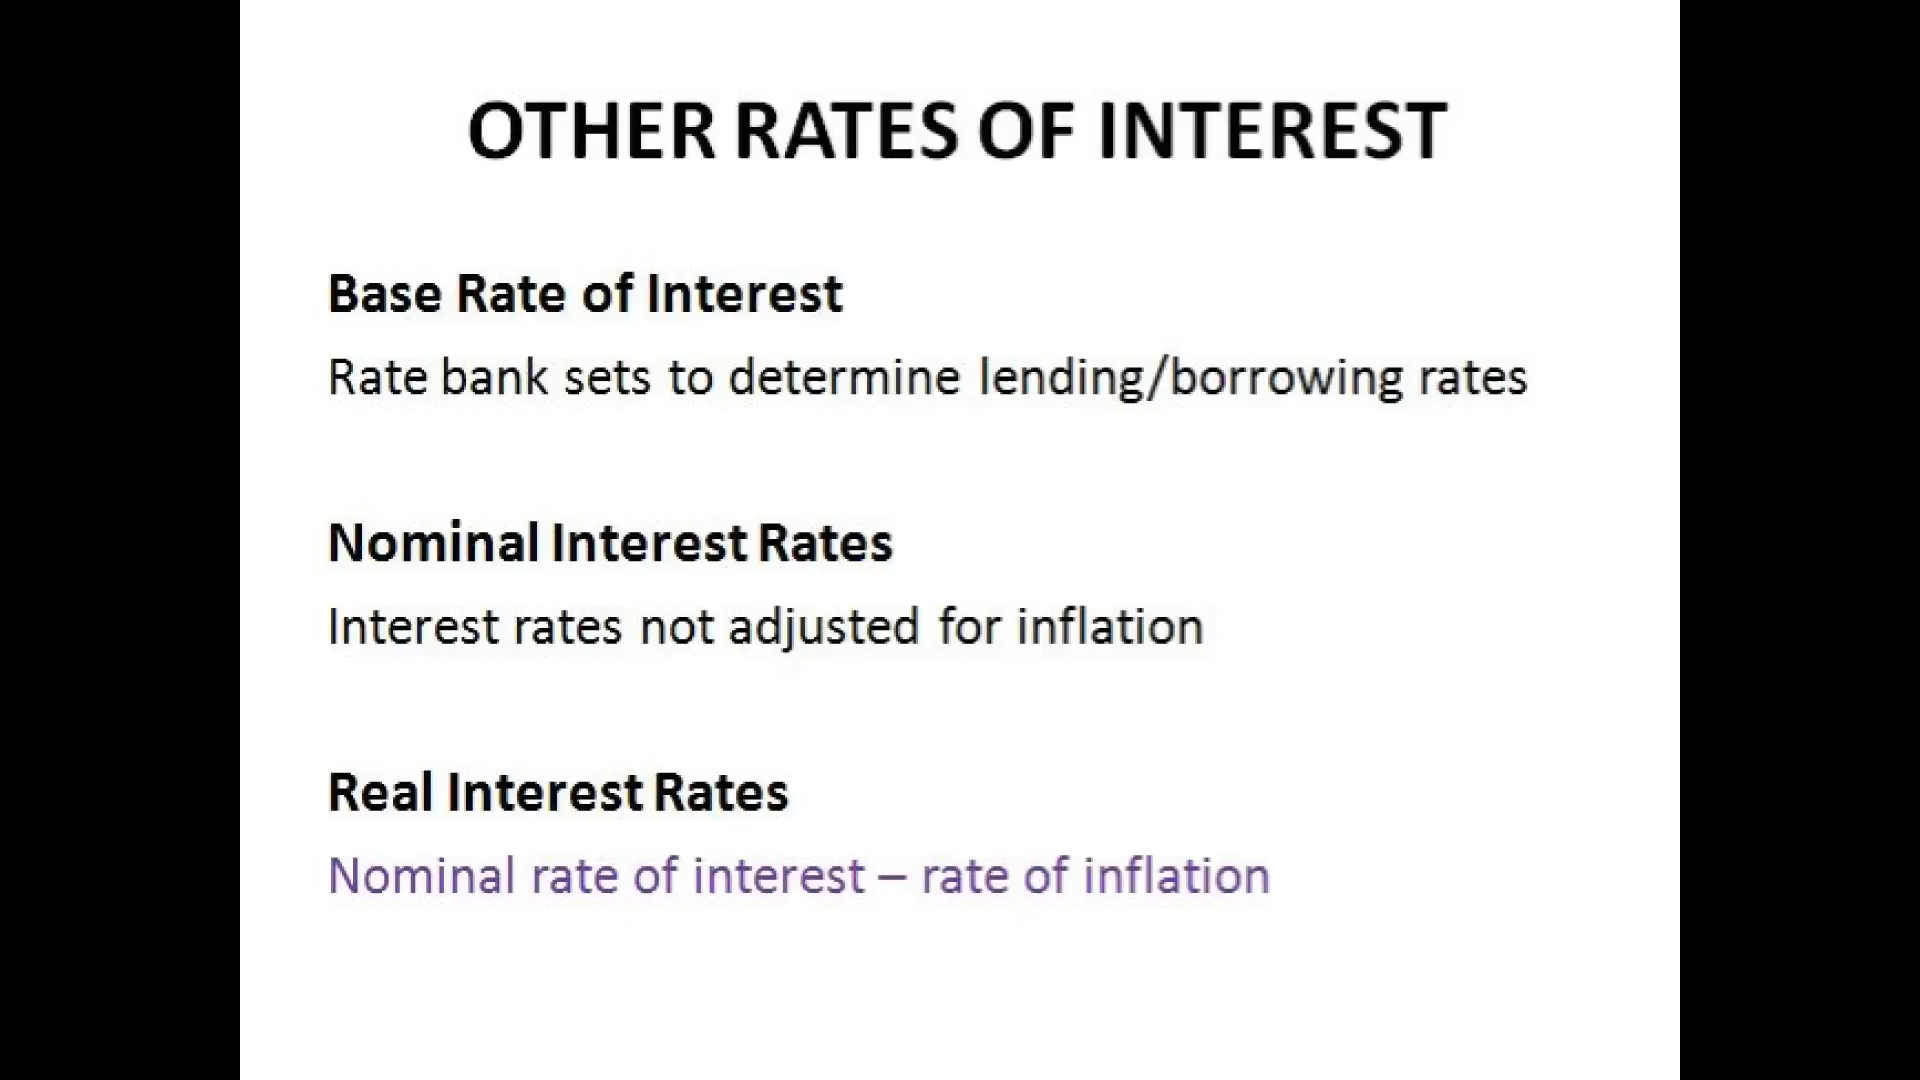 OTHER RATES OF INTEREST
Base Rate of Interest
Rate bank sets to determine lending/borrowing rates
Nominal Interest Rates
Interest rates not adjusted for inflation
Real Interest Rates
Nominal rate of interest – rate of inflation